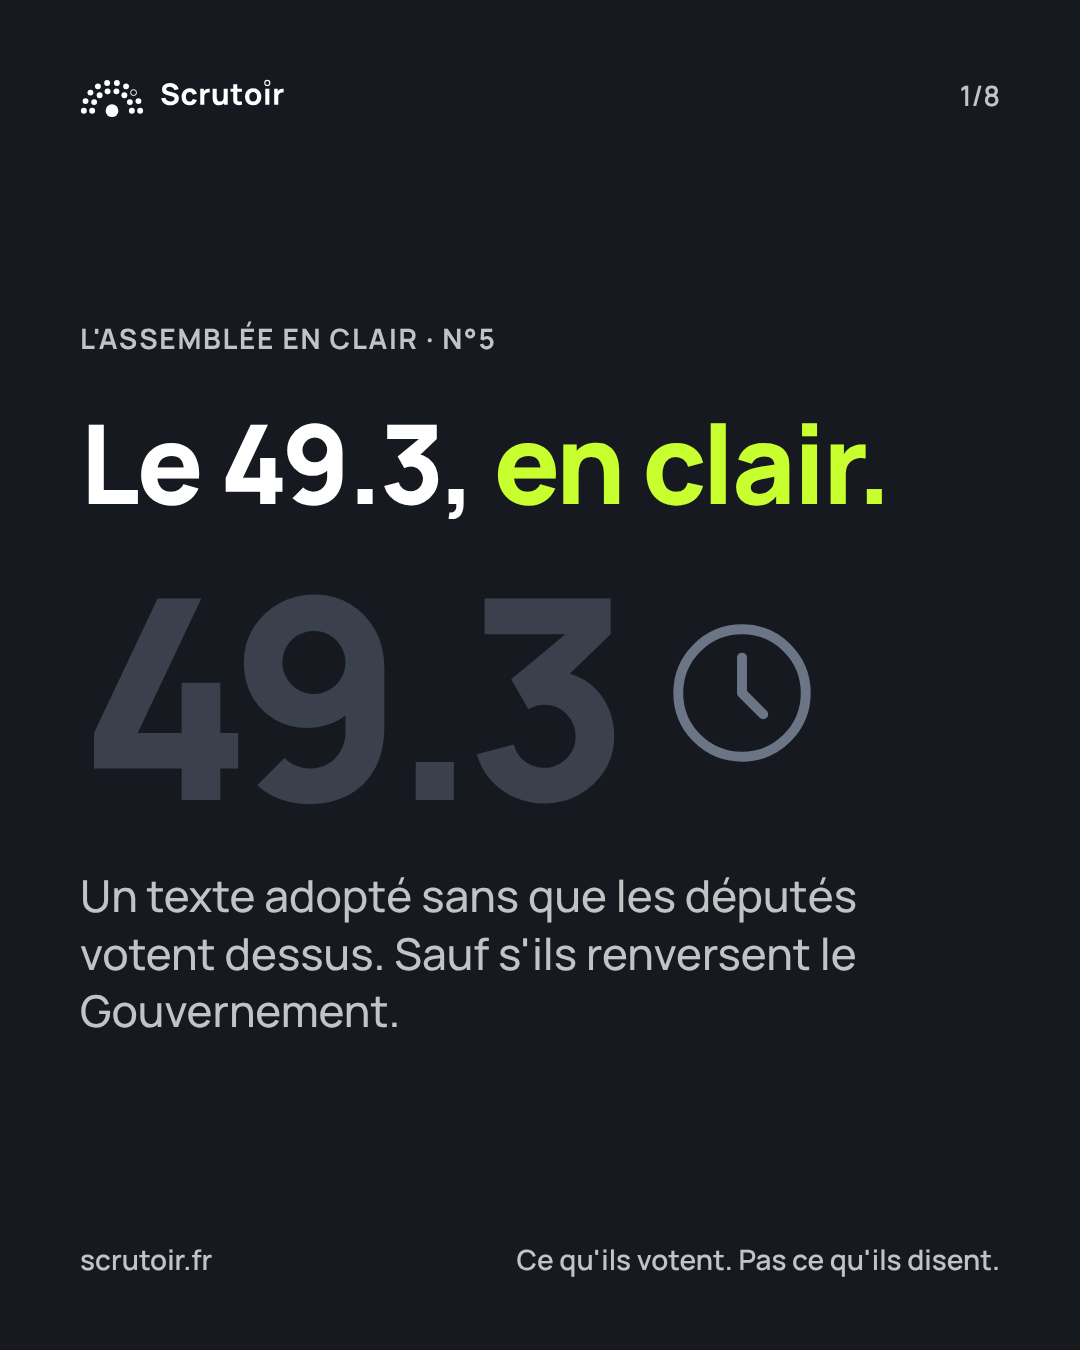 Scrutoir
1/8
L'ASSEMBLÉE EN CLAIR · N°5
Le 49.3, en clair.
49.3
Un texte adopté sans que les députés
votent dessus. Sauf s'ils renversent le
Gouvernement.
scrutoir.fr
Ce qu'ils votent. Pas ce qu'ils disent.